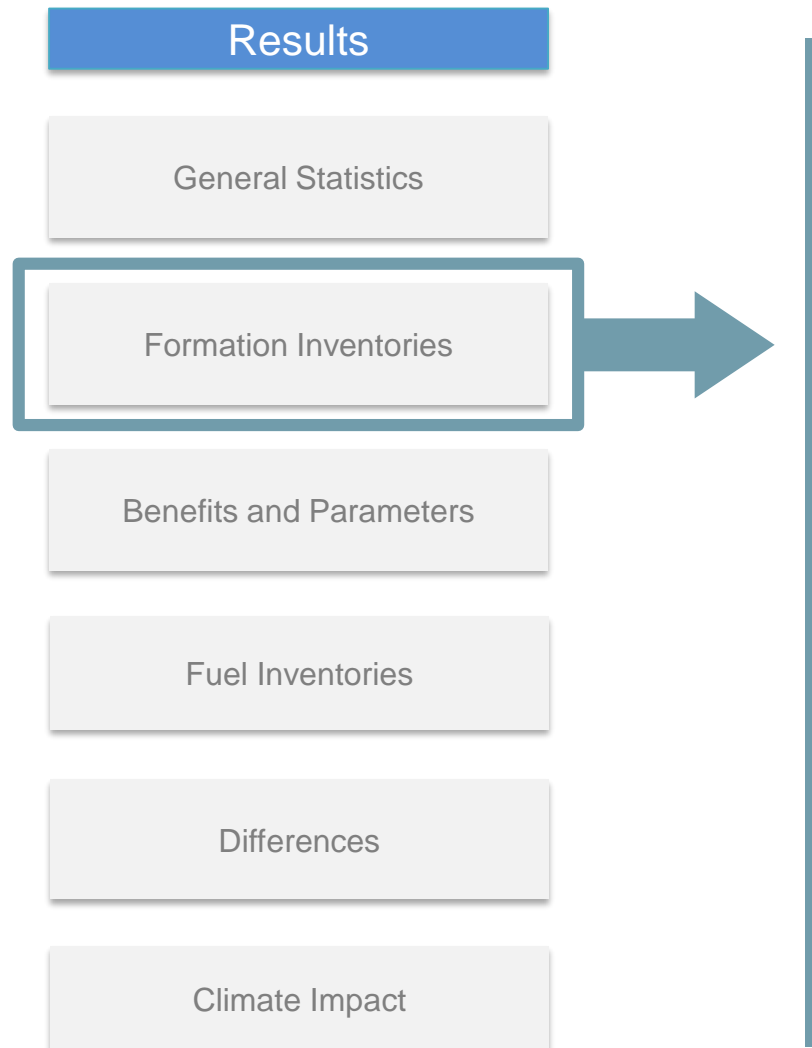 Results
General Statistics
Formation Inventories
Benefits and Parameters
Fuel Inventories
Differences
Climate Impact